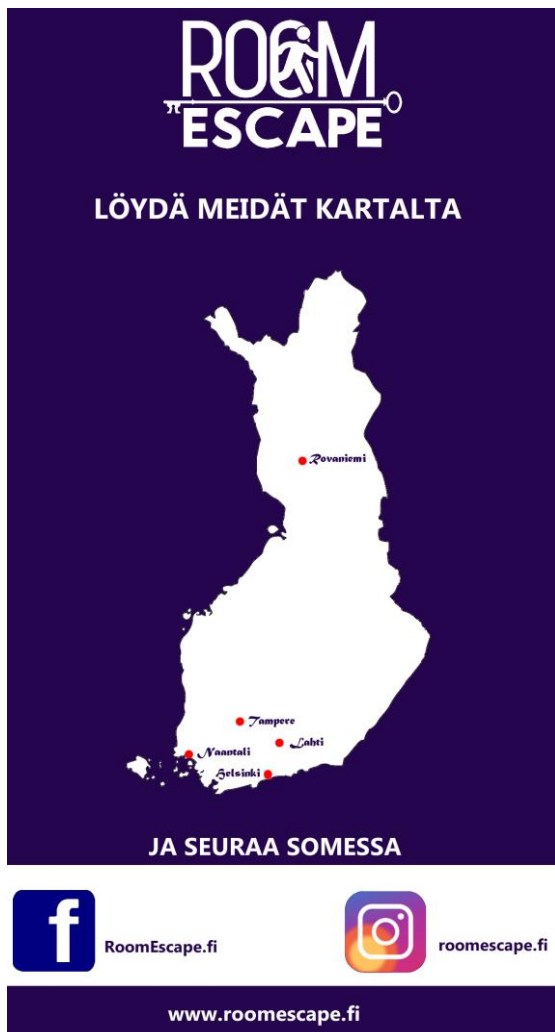 ROOM
ESCAPE
LÖYDÄ MEIDÄT KARTALTA
Rovaniemi
Tampere
Lahti
Naantali
Helsinki
JA SEURAA SOMESSA
f
RoomEscape.fi
roomescape.fi
www.roomescape.fi